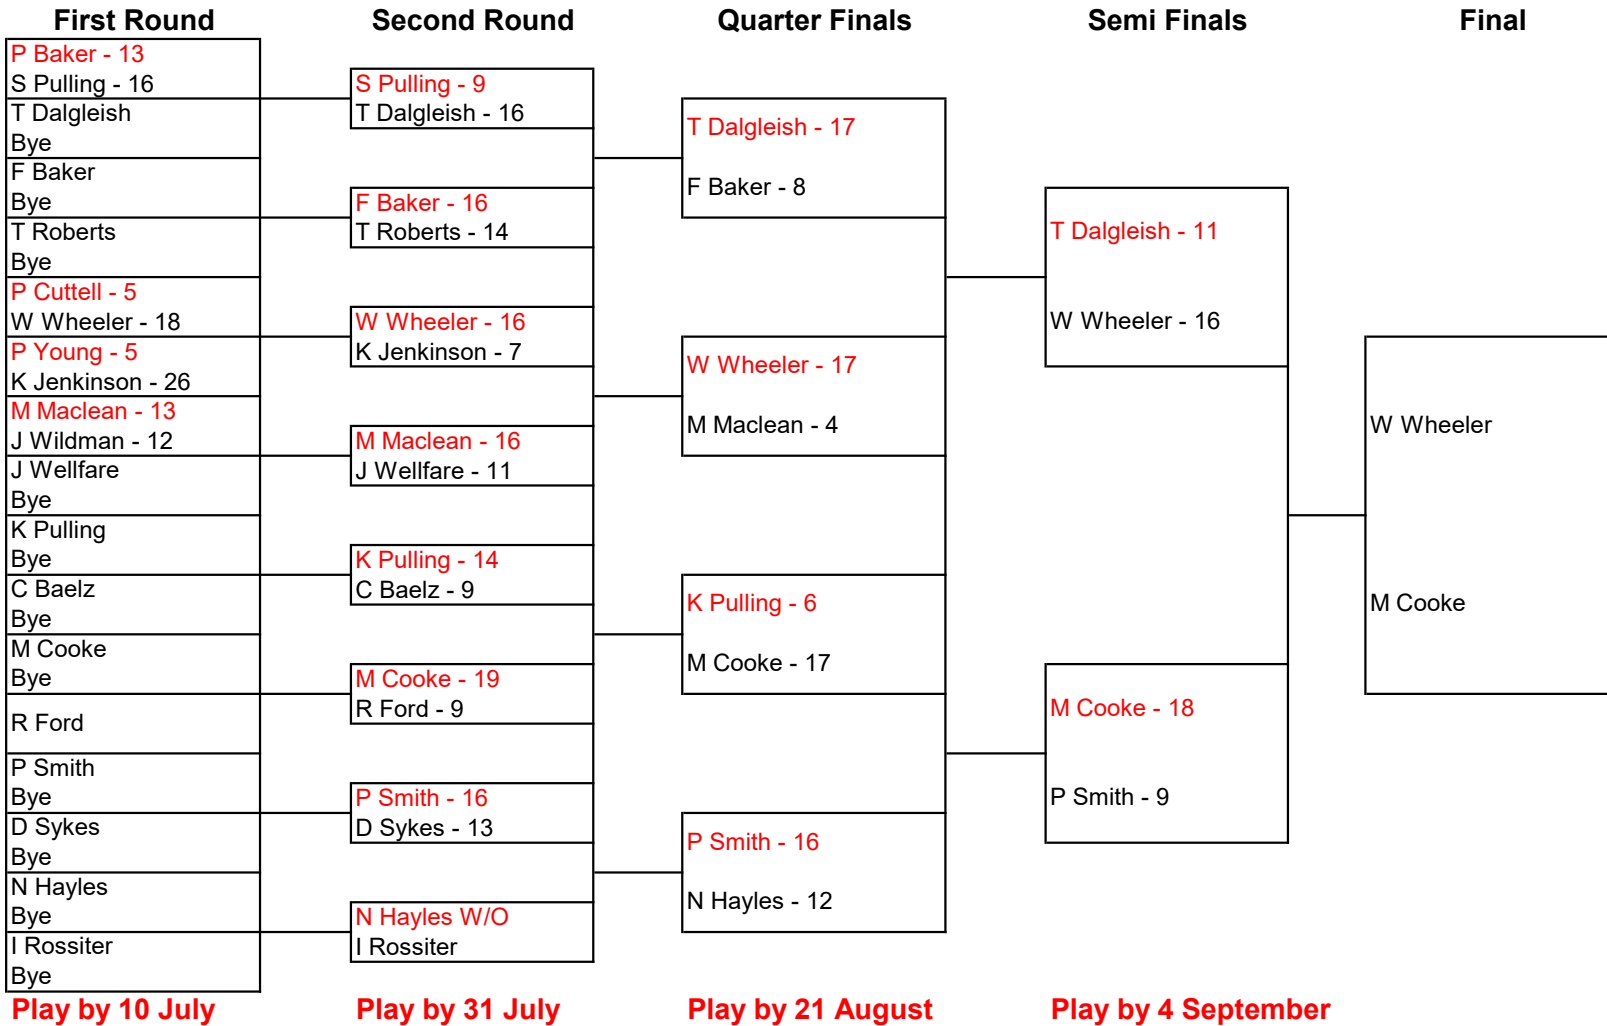 First Round
P Baker - 13
S Pulling - 16
T Dalgleish
Bye
F Baker
Bye
T Roberts
Bye
P Cuttell - 5
W Wheeler - 18
P Young - 5
K Jenkinson - 26
M Maclean - 13
J Wildman - 12
J Wellfare
Bye
K Pulling
Bye
C Baelz
Bye
M Cooke
Bye
R Ford
P Smith
Bye
D Sykes
Bye
N Hayles
Bye
I Rossiter
Bye
Play by 10 July
Second Round
S Pulling - 9
T Dalgleish - 16
F Baker - 16
T Roberts - 14
W Wheeler - 16
K Jenkinson - 7
M Maclean - 16
J Wellfare - 11
K Pulling - 14
C Baelz - 9
M Cooke - 19
R Ford - 9
P Smith - 16
D Sykes - 13
N Hayles W/O
I Rossiter
Play by 31 July
Quarter Finals
T Dalgleish - 17
F Baker - 8
W Wheeler - 17
M Maclean - 4
K Pulling - 6
M Cooke - 17
P Smith - 16
N Hayles - 12
Play by 21 August
Semi Finals
T Dalgleish - 11
W Wheeler - 16
M Cooke - 18
P Smith - 9
Play by 4 September
Final
W Wheeler
M Cooke